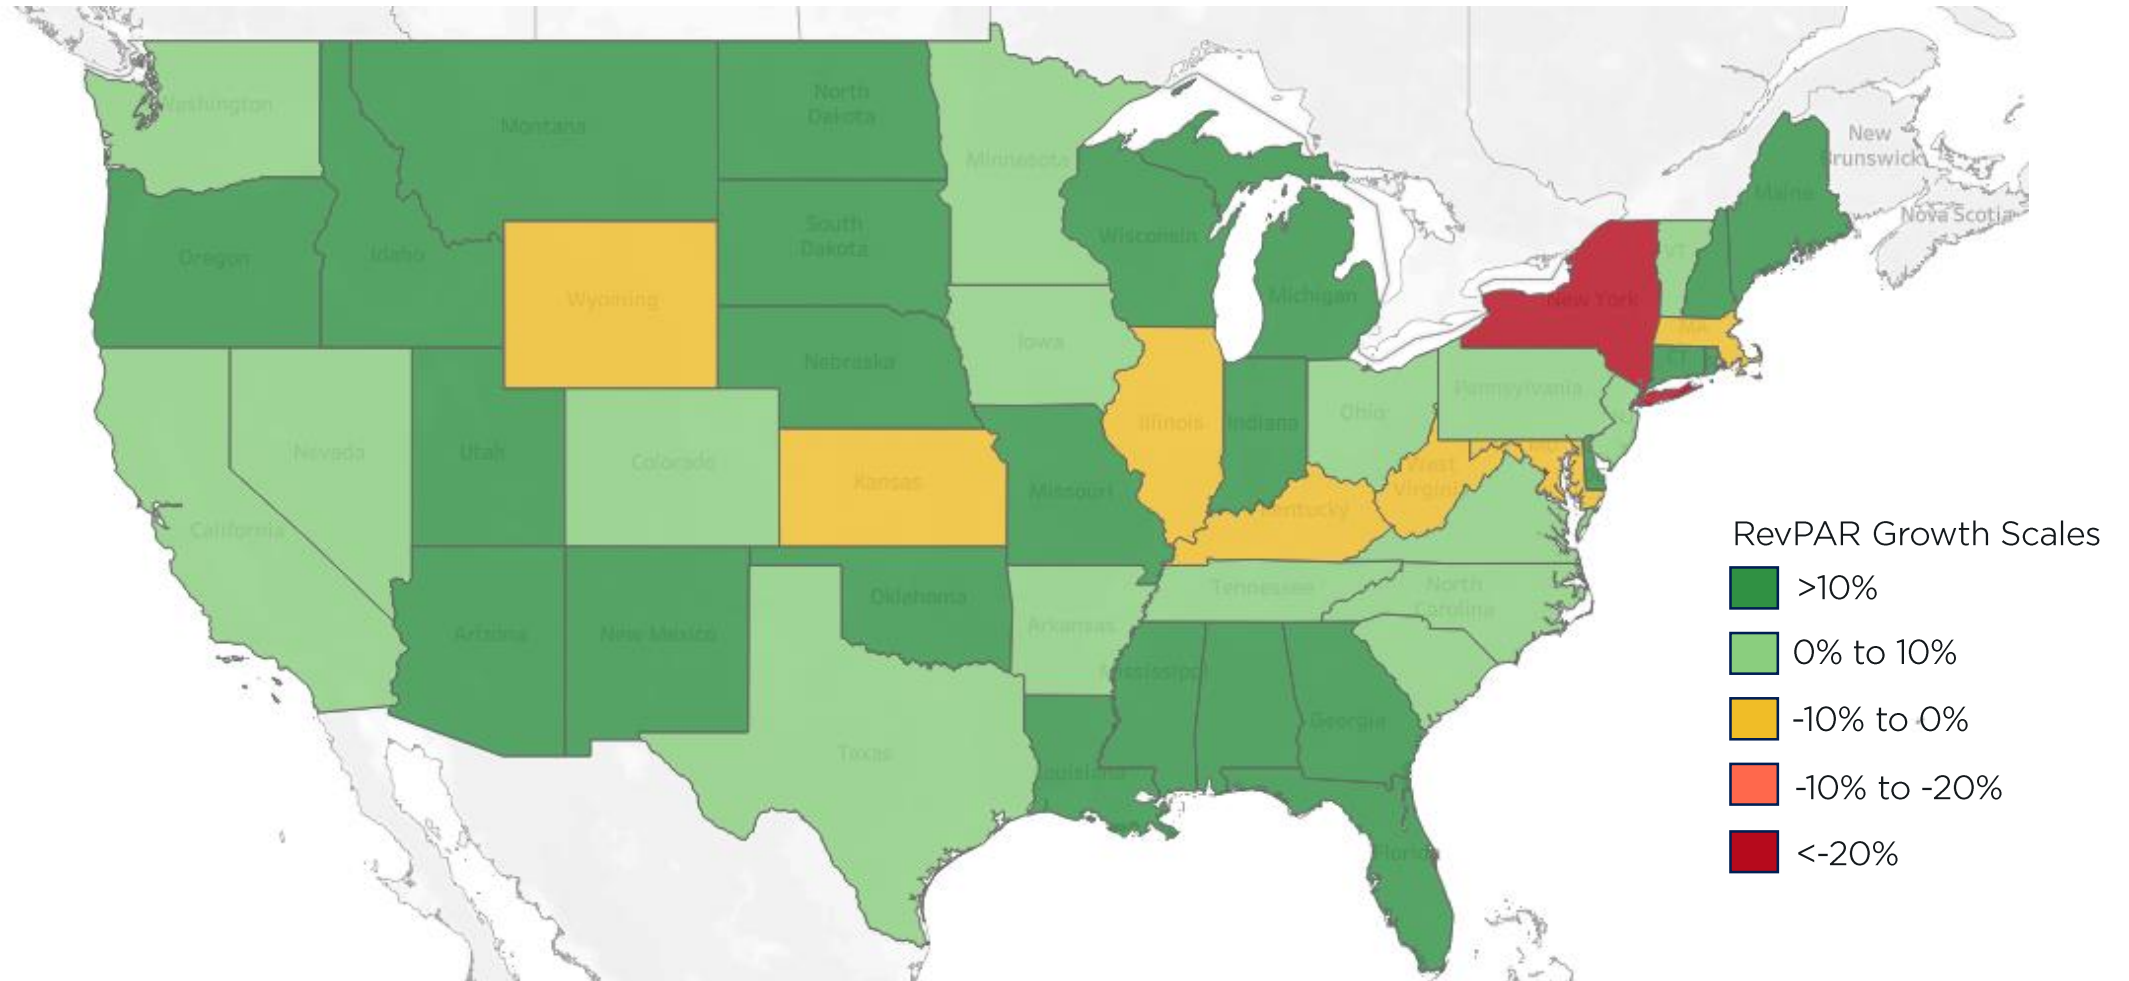 Washington
Montana
North
Dakota
Minnesota
New
Brunswick
Maine
Nova Scotia
Oregon
Idaho
South
Dakota
Wisconsin
VT
Wyoming
Michigan
New York
MA
Iowa
Nebraska
CT
Pennsylvania
Nevada
Utah
Colorado
Kansas
Missouri
Illinois
Indiana
Ohio
West
Virginia
Kentucky
California
Arizona
New Mexico
Oklahoma
Arkansas
Tennessee
North
Carolina
Mississippi
Georgia
Texas
Louisiana
Florida
RevPAR Growth Scales
>10%
0% to 10%
-10% to 0%
-10% to -20%
<-20%